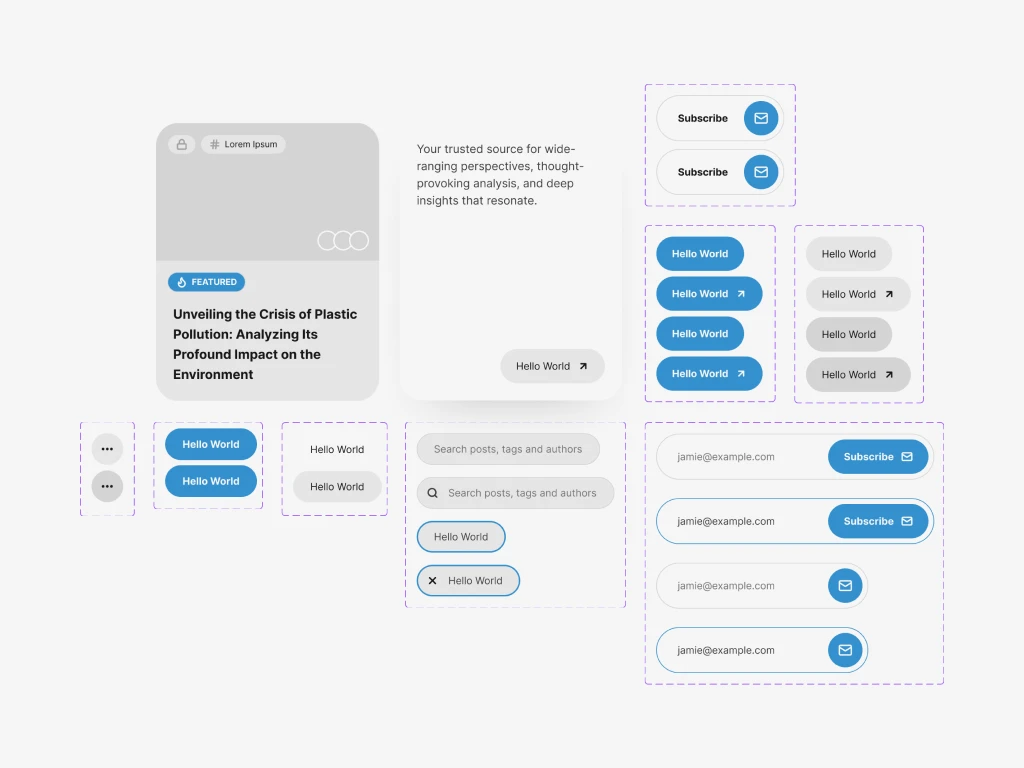 Lorem Ipsum
FEATURED
Unveiling the Crisis of Plastic
Pollution: Analyzing Its
Profound Impact on the
Environment
Your trusted source for wide-
ranging perspectives, thought-
provoking analysis, and deep
insights that resonate.
Hello World
Subscribe
Subscribe
Hello World
Hello World
Hello World
Hello World
Hello World
Hello World
Hello World
Hello World
Hello World
Hello World
Hello World
Hello World
Search posts, tags and authors
Search posts, tags and authors
Hello World
Hello World
jamie@example.com Subscribe
jamie@example.com Subscribe
jamie@example.com
jamie@example.com